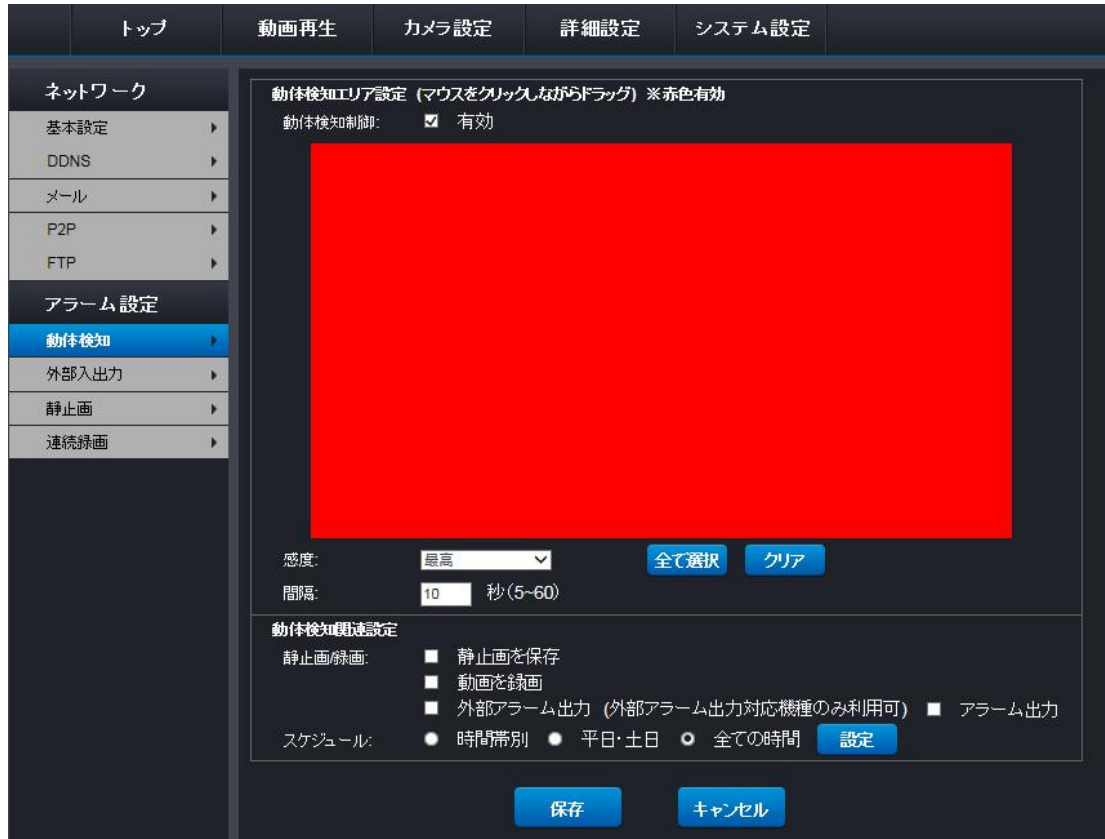 トップ 動画再生 カメラ設定 詳細設定 システム設定
ネットワーク
基本設定
DDNS
メール
P2P
FTP
アラーム設定
動体検知
外部入出力
静止画
連続録画
動体検知エリア設定 (マウスをクリックしながらドラッグ) ※赤色有効
動体検知制御: 有効
感度: 最高 全て選択 クリア
間隔: 10 秒(5~60)
動体検知関連設定
静止画/録画: 静止画を保存
動画を録画
外部アラーム出力 (外部アラーム出力対応機種のみ利用可) アラーム出力
スケジュール: 時間帯別 平日・土日 全ての時間 設定
保存 キャンセル